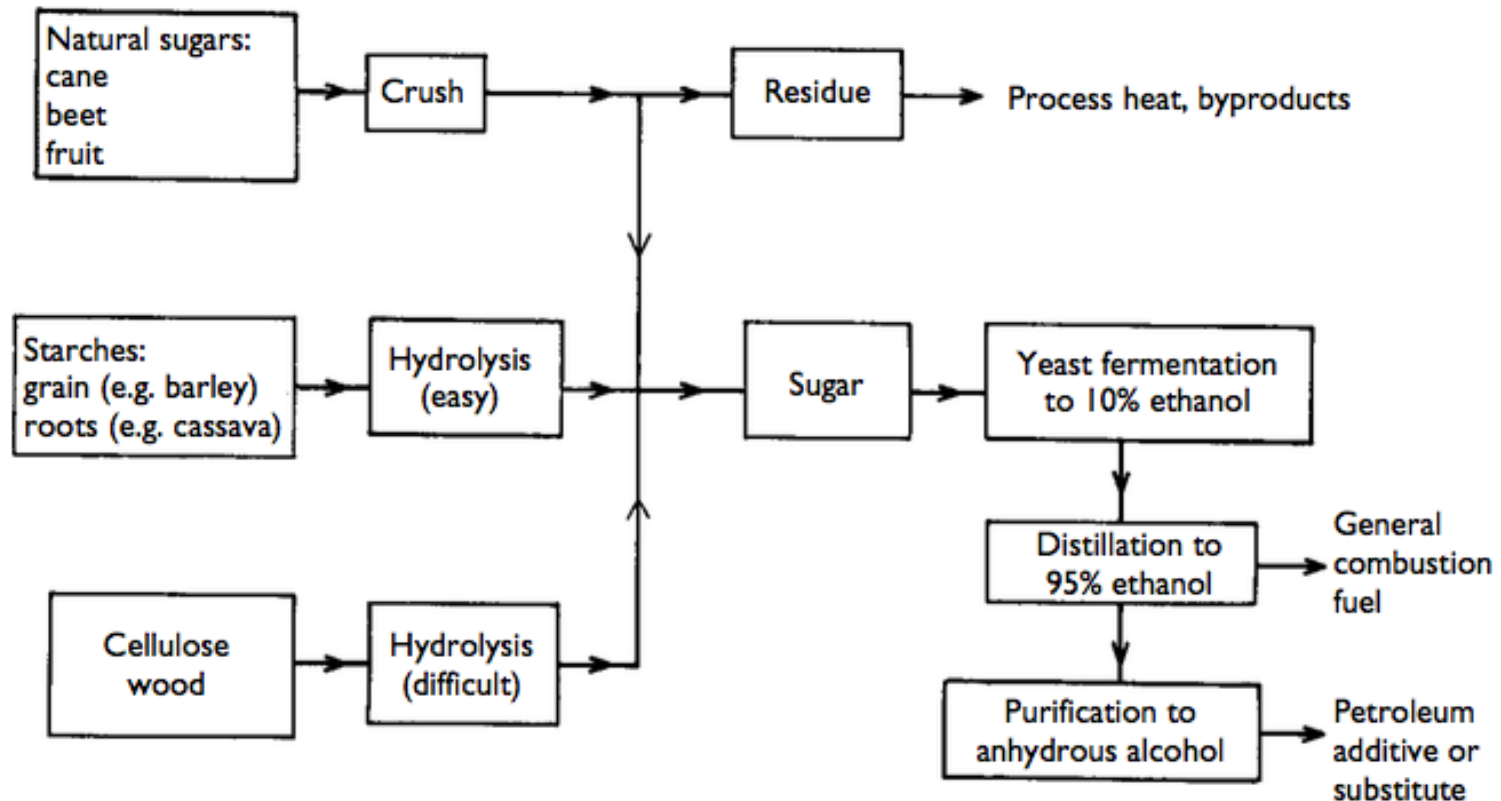 Natural sugars:
cane
beet
fruit
Crush
Residue
Process heat, byproducts
Starches:
grain (e.g. barley)
roots (e.g. cassava)
Hydrolysis
(easy)
Sugar
Yeast fermentation
to 10% ethanol
Distillation to
95% ethanol
General
combustion
fuel
Cellulose
wood
Hydrolysis
(difficult)
Purification to
anhydrous alcohol
Petroleum
additive or
substitute